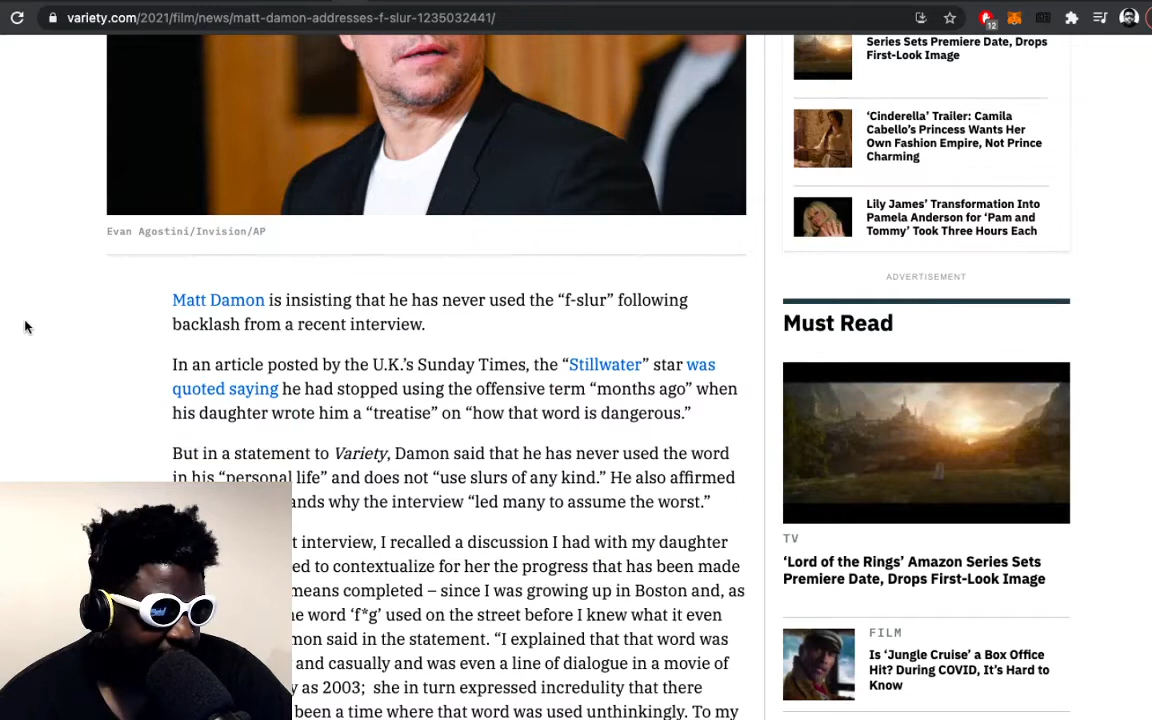 variety.com/2021/film/news/matt-damon-addresses-f-slur-1235032441/
12
Evan Agostini/Invision/AP
Matt Damon is insisting that he has never used the “f-slur” following
backlash from a recent interview.
In an article posted by the U.K.’s Sunday Times, the “Stillwater” star was
quoted saying he had stopped using the offensive term “months ago” when
his daughter wrote him a “treatise” on “how that word is dangerous.”
But in a statement to Variety, Damon said that he has never used the word
in his “personal life” and does not “use slurs of any kind.” He also affirmed
ands why the interview “led many to assume the worst.”
t interview, I recalled a discussion I had with my daughter
ed to contextualize for her the progress that has been made
means completed – since I was growing up in Boston and, as
e word ‘f*g’ used on the street before I knew what it even
mon said in the statement. “I explained that that word was
and casually and was even a line of dialogue in a movie of
y as 2003; she in turn expressed incredulity that there
been a time where that word was used unthinkingly. To my
Series Sets Premiere Date, Drops
First-Look Image
‘Cinderella’ Trailer: Camila
Cabello’s Princess Wants Her
Own Fashion Empire, Not Prince
Charming
Lily James’ Transformation Into
Pamela Anderson for ‘Pam and
Tommy’ Took Three Hours Each
ADVERTISEMENT
Must Read
TV
‘Lord of the Rings’ Amazon Series Sets
Premiere Date, Drops First-Look Image
FILM
Is ‘Jungle Cruise’ a Box Office
Hit? During COVID, It’s Hard to
Know